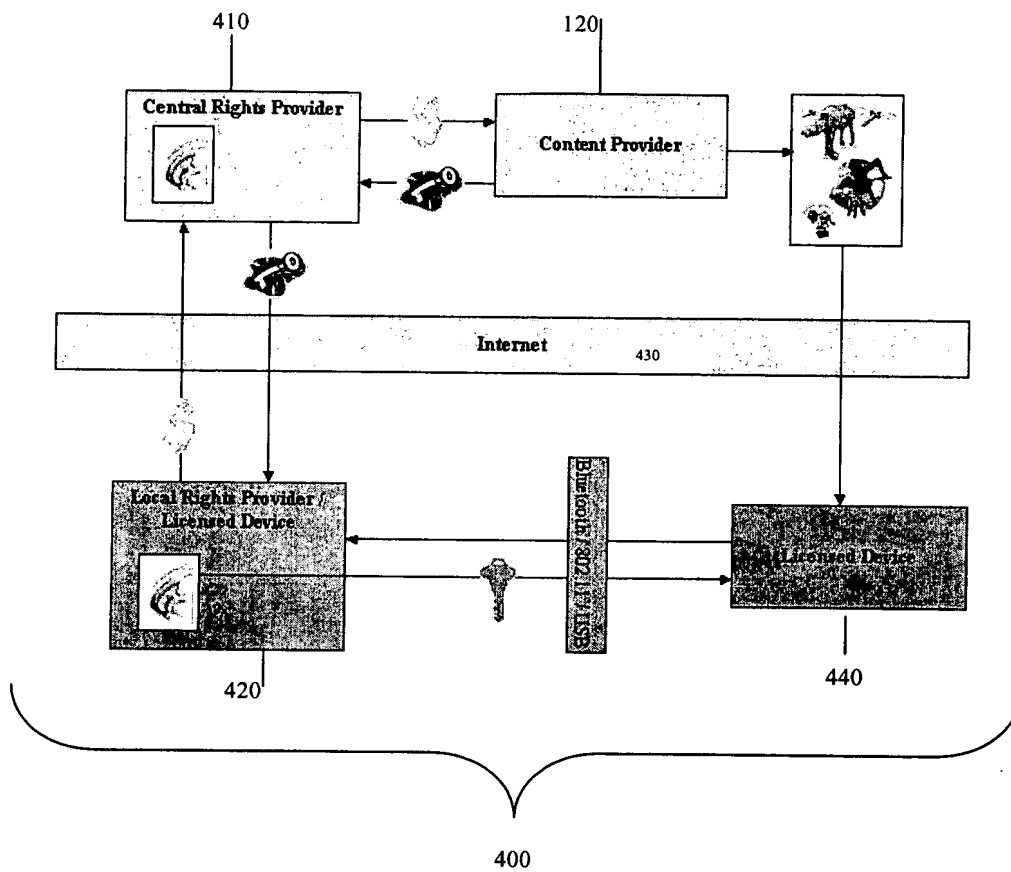 410
120
Central Rights Provider
Content Provider
Internet
430
Local Rights Provider /
Licensed Device
Bluetooth / 802.11 / USB
Licensed Device
420
440
400